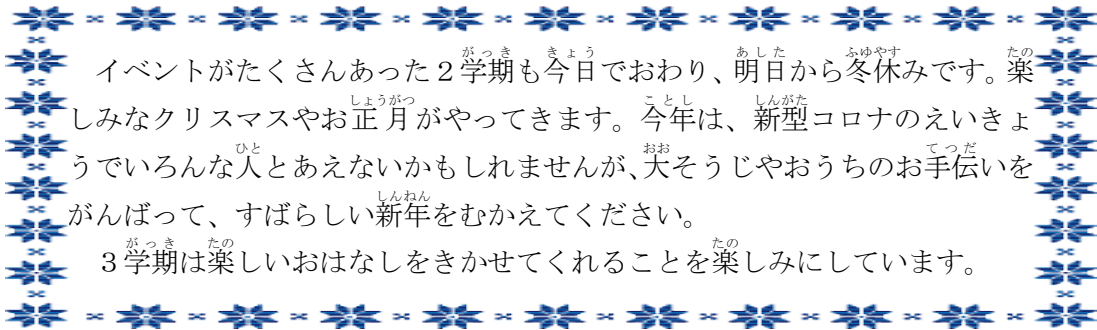 イベントがたくさんあった２学期も今日でおわり、明日から冬休みです。楽
しみなクリスマスやお正月がやってきます。今年は、新型コロナのえいきょ
うでいろんな人とあえないかもしれませんが、大そうじやおうちのお手伝いを
がんばって、すばらしい新年をむかえてください。
３学期は楽しいおはなしをきかせてくれることを楽しみにしています。